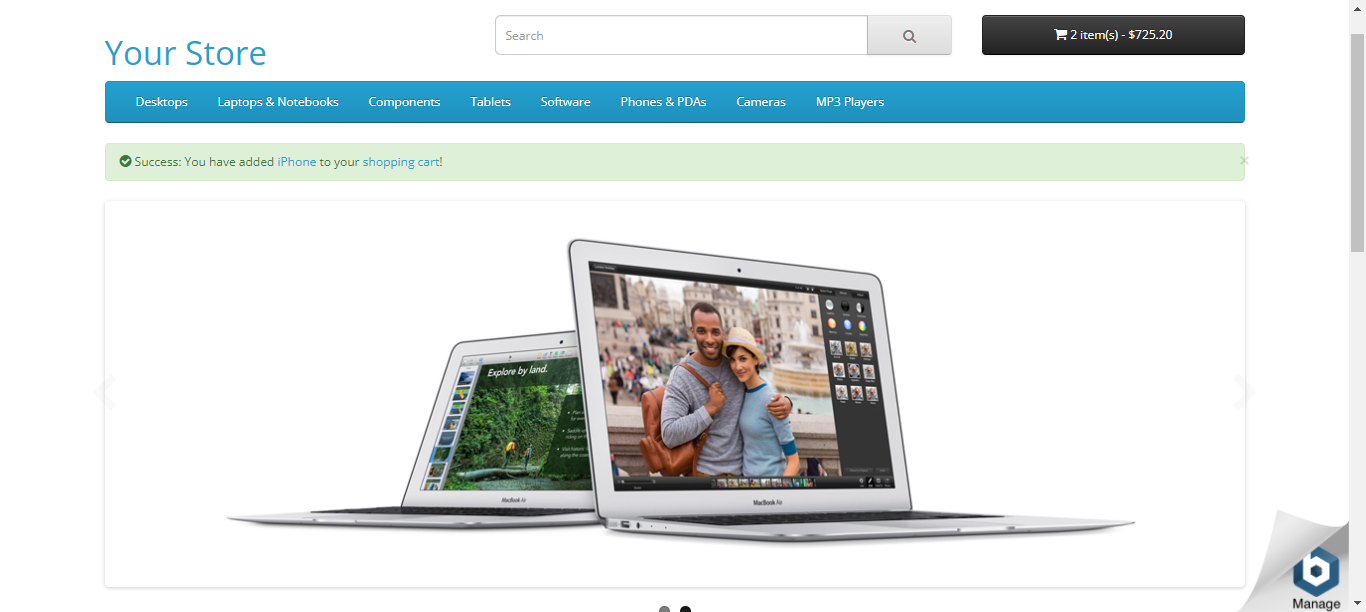 Your Store
Search
2 item(s) - $725.20
Desktops
Laptops & Notebooks
Components
Tablets
Software
Phones & PDAs
Cameras
MP3 Players
Success: You have added iPhone to your shopping cart!
Explore by land.
MacBook Air
MacBook Air
b
Manage